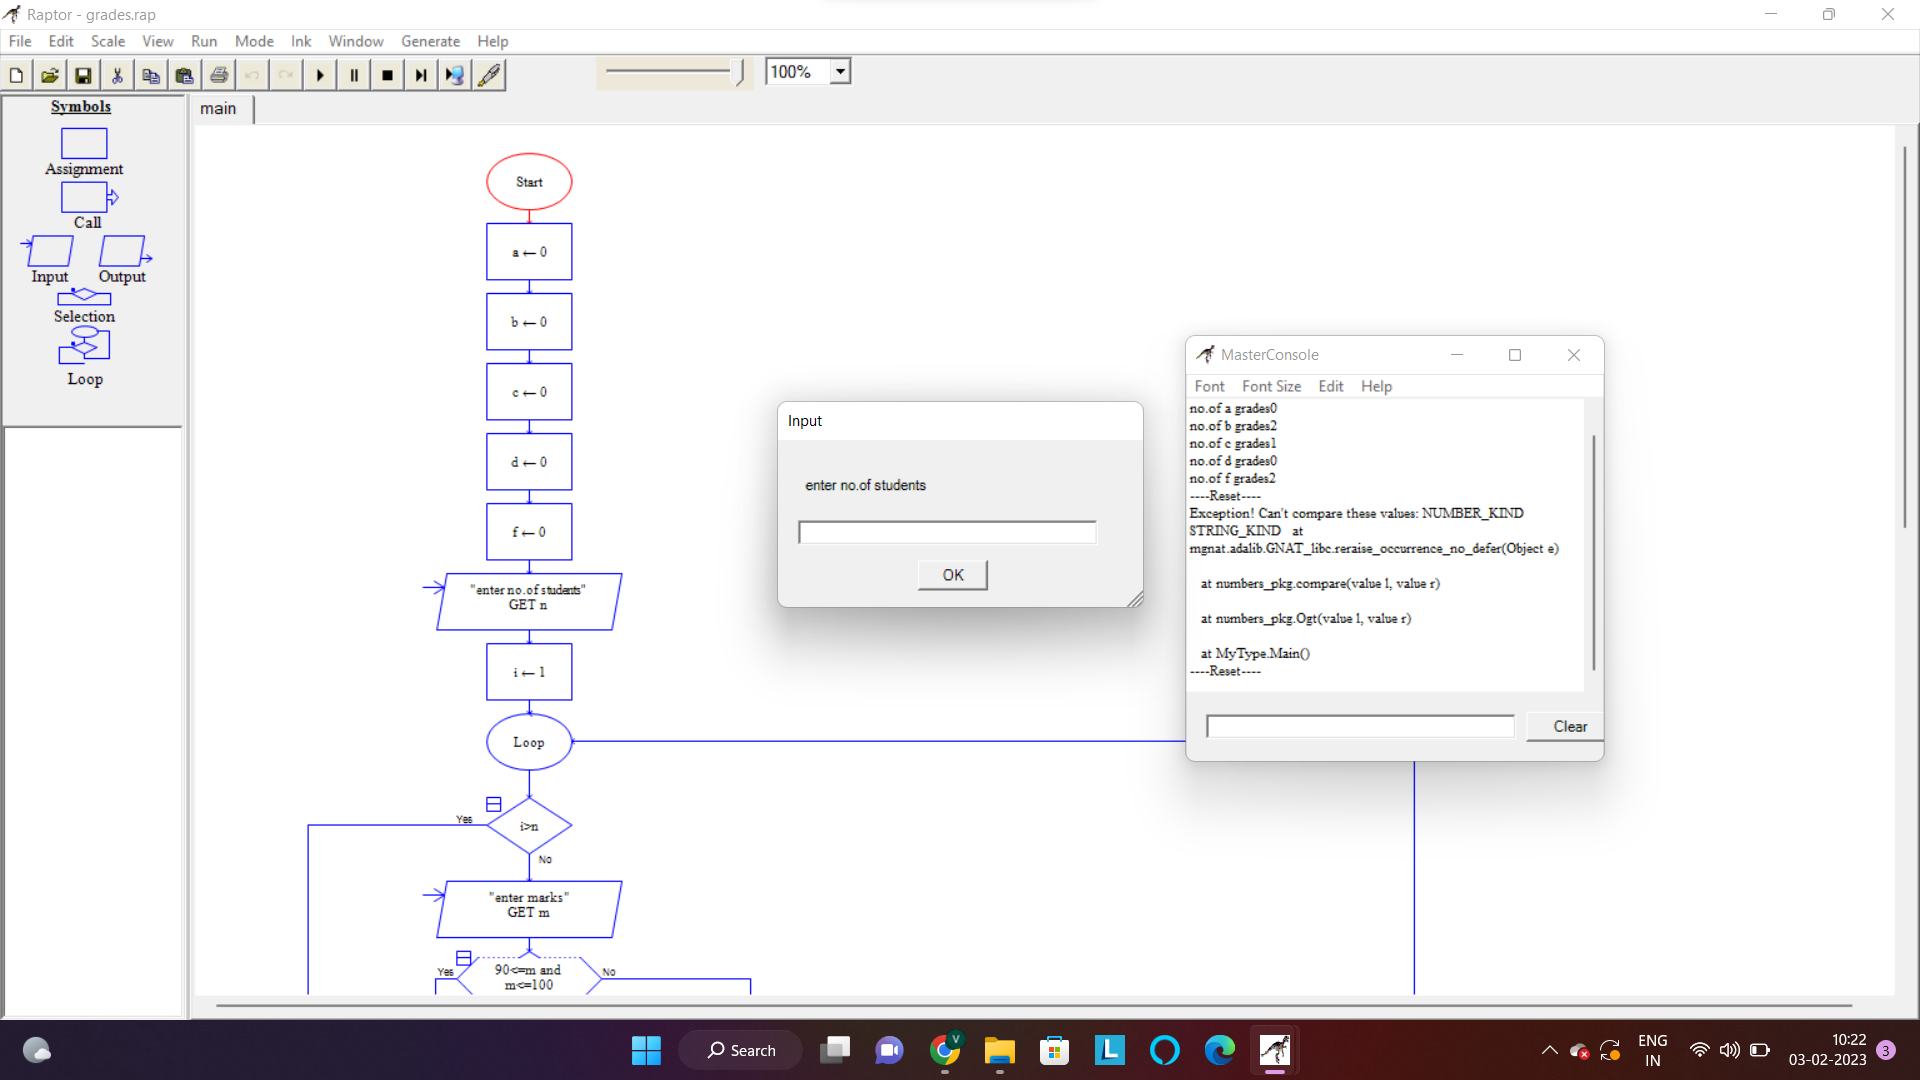 Raptor - grades.rap
File Edit Scale View Run Mode Ink Window Generate Help
100%
Symbols
Assignment
Call
Input Output
Selection
Loop
main
Start
a ← 0
b ← 0
c ← 0
d ← 0
f ← 0
"enter no.of students"
GET n
i ← 1
Loop
Yes
i>n
No
"enter marks"
GET m
Yes
90<=m and
m<=100
No
Input
enter no.of students
OK
MasterConsole
Font Font Size Edit Help
no.of a grades0
no.of b grades2
no.of c grades1
no.of d grades0
no.of f grades2
----Reset----
Exception! Can't compare these values: NUMBER_KIND
STRING_KIND at
mgnat.adalib.GNAT_libc.reraise_occurrence_no_defer(Object e)
at numbers_pkg.compare(value l, value r)
at numbers_pkg.Ogt(value l, value r)
at MyType.Main()
----Reset----
Clear
Search
V
L
ENG
IN
10:22
03-02-2023
3